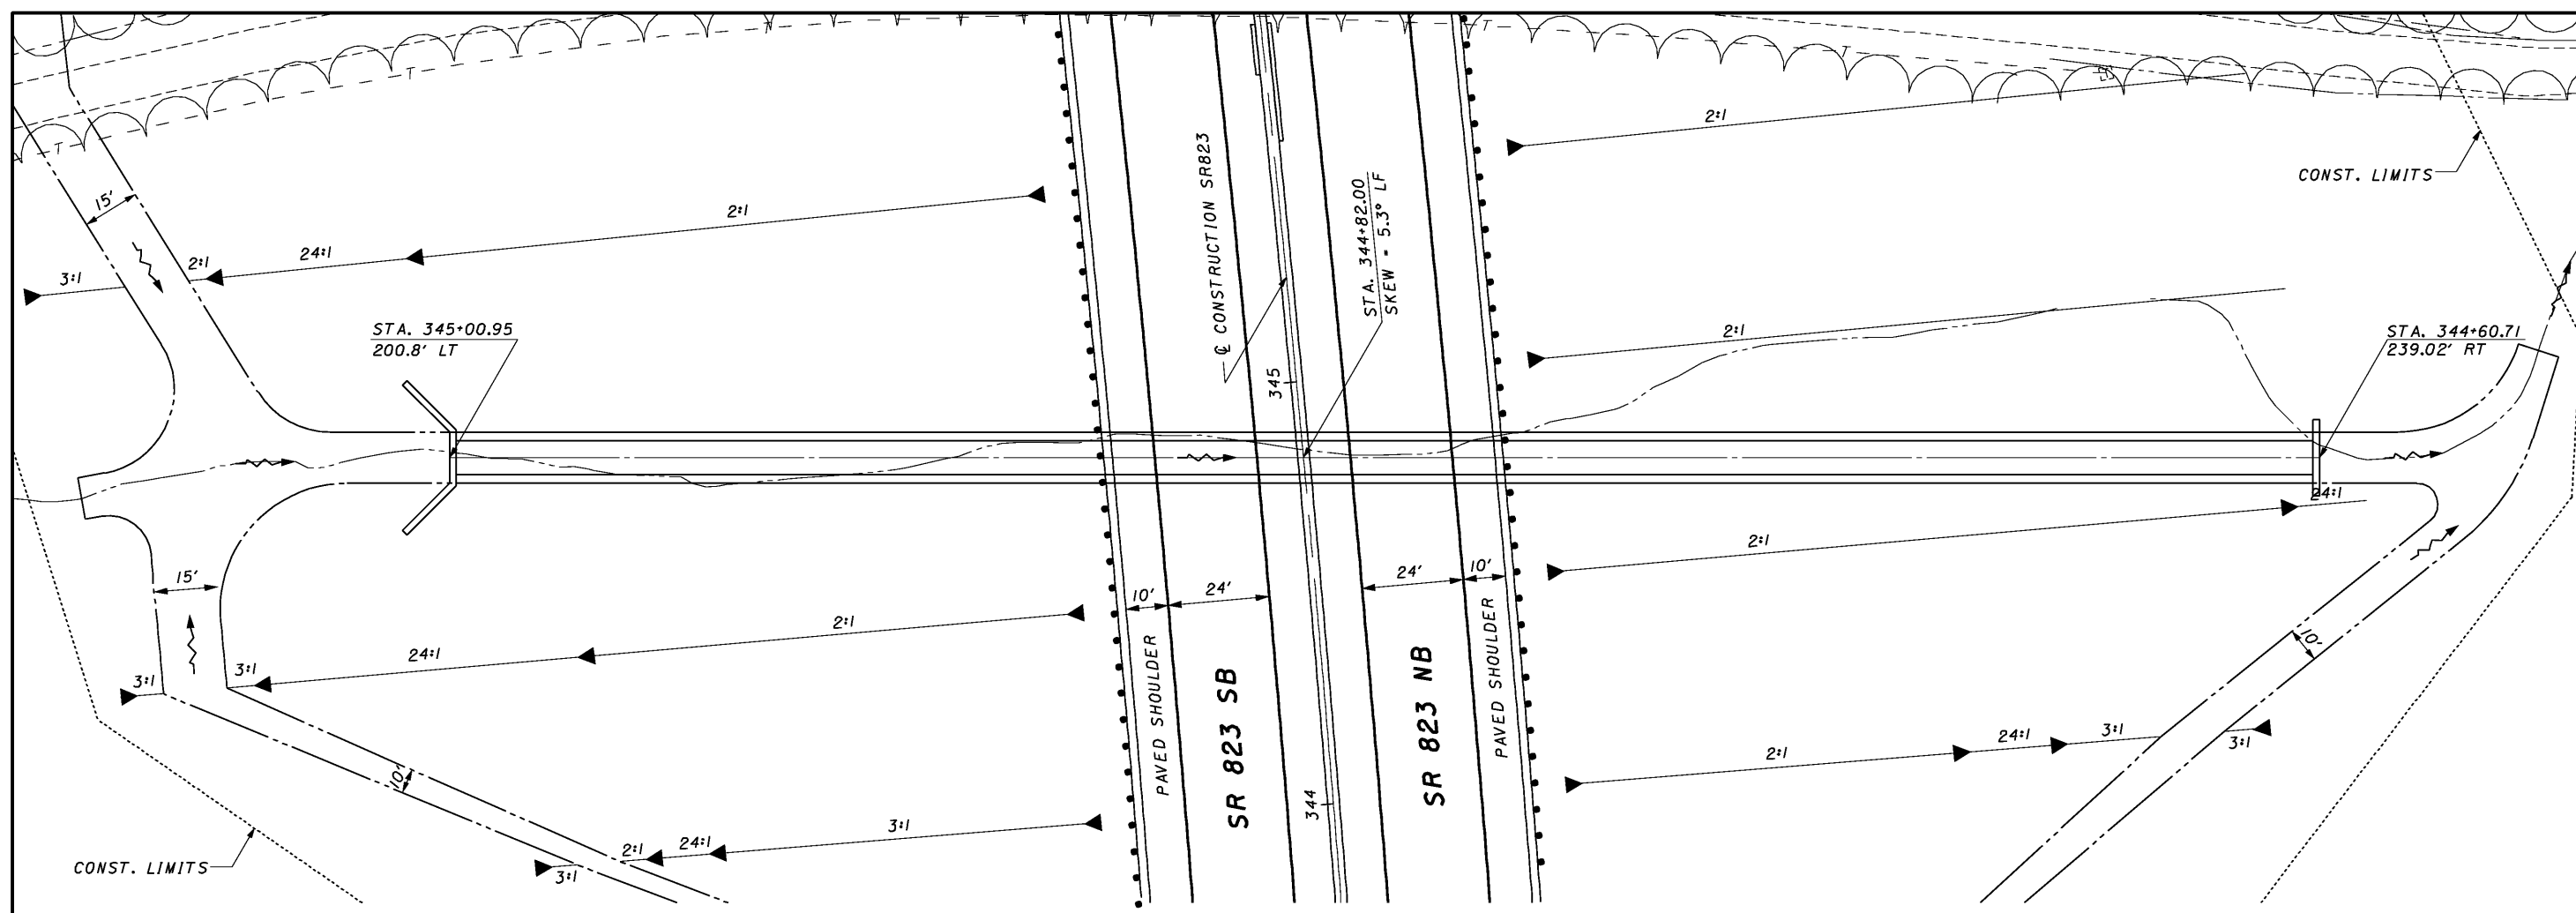 2:1
CONST. LIMITS
15'
2:1
2:1
24:1
3:1
℄ CONSTRUCTION SR823
STA. 344+82.00
SKEW = 5.3° LF
STA. 345+00.95
200.8' LT
2:1
STA. 344+60.71
239.02' RT
345
24:1
2:1
15'
10'
24'
24'
10'
2:1
24:1
3:1
3:1
PAVED SHOULDER
SR 823 SB
SR 823 NB
PAVED SHOULDER
10'
2:1
24:1
3:1
3:1
10'
344
3:1
24:1
2:1
3:1
CONST. LIMITS
T
T
T
T